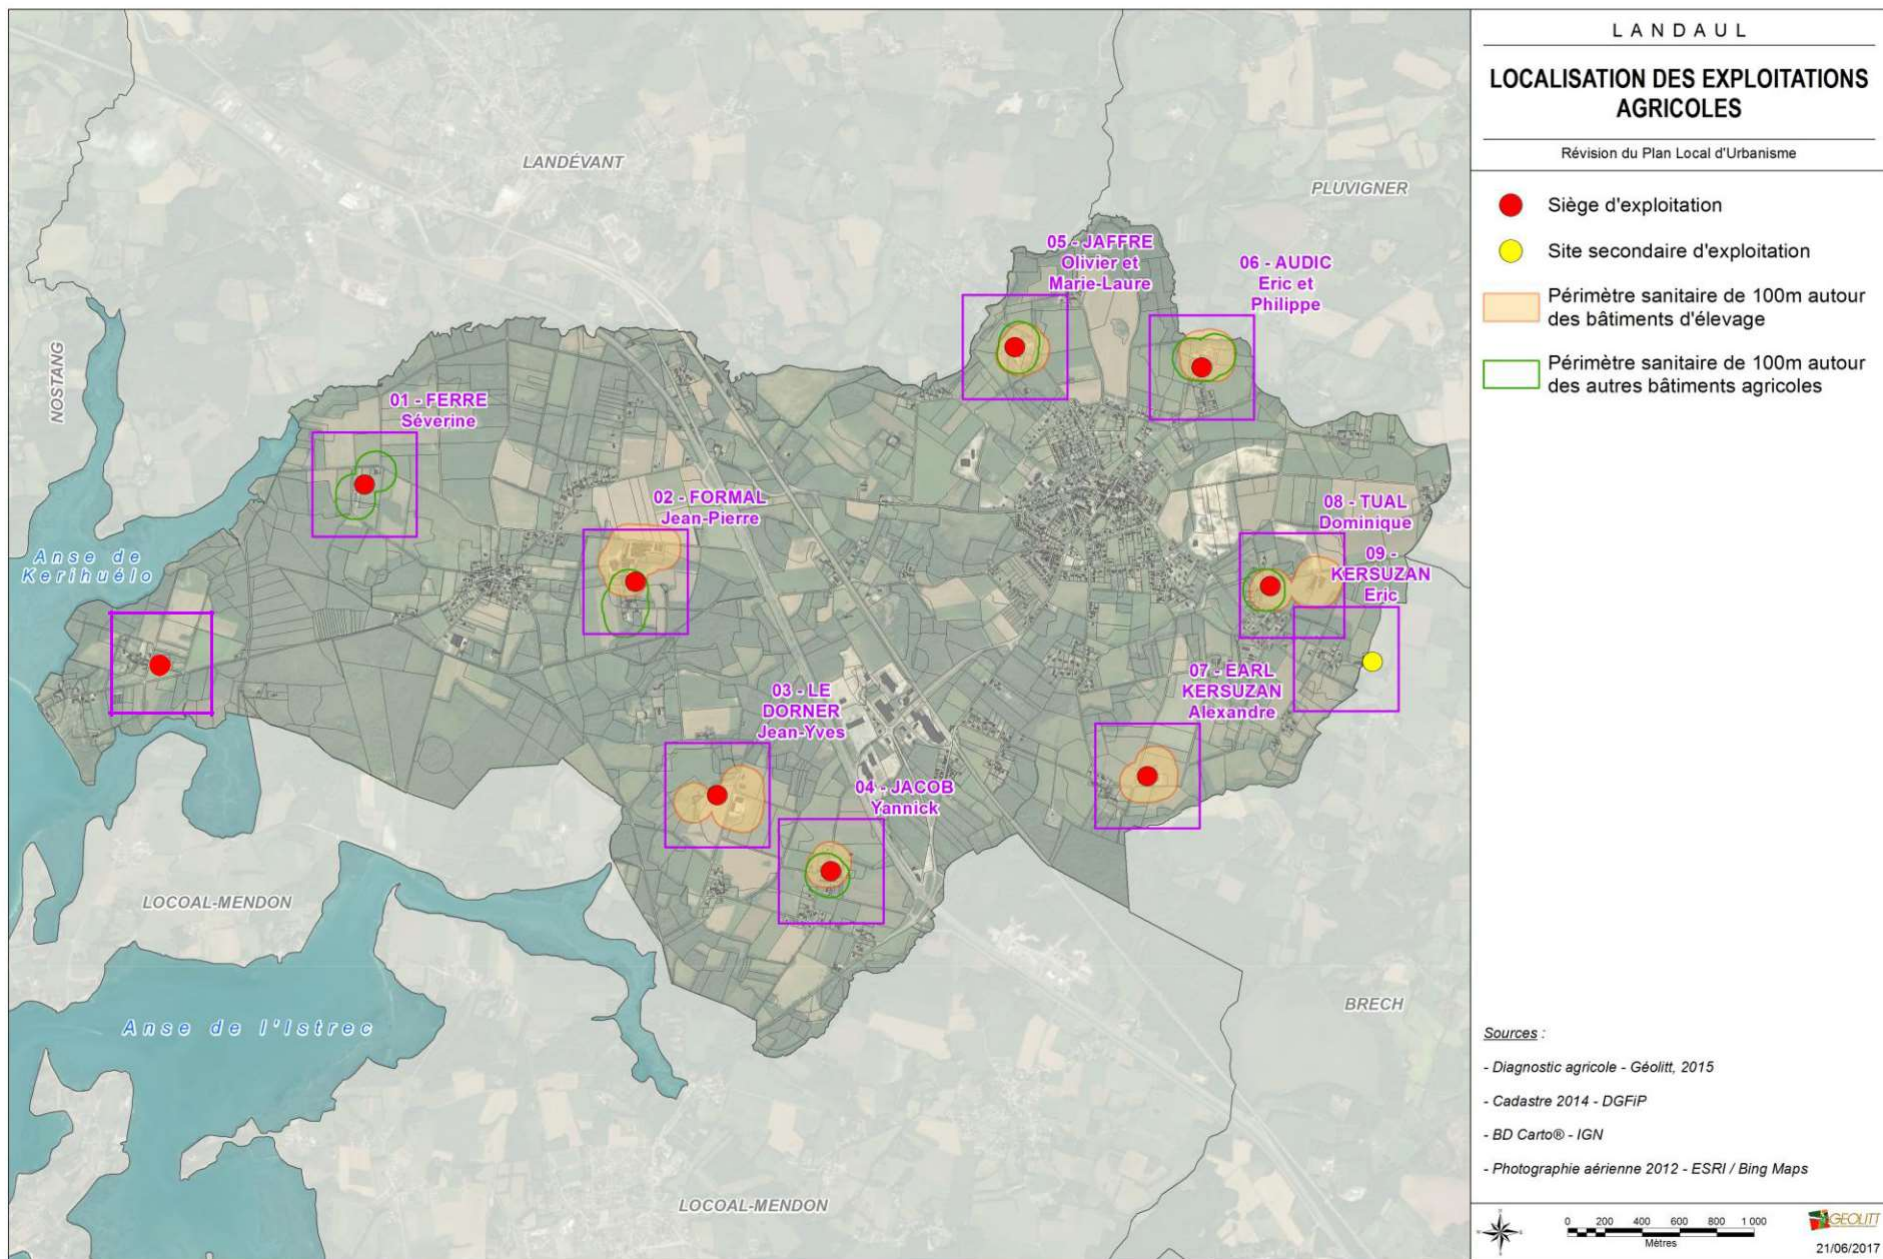 LANDAUL
LOCALISATION DES EXPLOITATIONS
AGRICOLES
Révision du Plan Local d'Urbanisme
Siège d'exploitation
Site secondaire d'exploitation
Périmètre sanitaire de 100m autour
des bâtiments d'élevage
Périmètre sanitaire de 100m autour
des autres bâtiments agricoles
LANDÉVANT
PLUVIGNER
NOSTANG
05 - JAFFRE
Olivier et
Marie-Laure
06 - AUDIC
Eric et
Philippe
01 - FERRE
Séverine
02 - FORMAL
Jean-Pierre
08 - TUAL
Dominique
09 -
KERSUZAN
Eric
Anse de
Kerihuélo
07 - EARL
KERSUZAN
Alexandre
03 - LE
DORNER
Jean-Yves
04 - JACOB
Yannick
LOCOAL-MENDON
Anse de l'Istrec
BRECH
LOCOAL-MENDON
Sources :
- Diagnostic agricole - Géolitt, 2015
- Cadastre 2014 - DGFiP
- BD Carto® - IGN
- Photographie aérienne 2012 - ESRI / Bing Maps
0 200 400 600 800 1 000
Mètres
GEOLITT
21/06/2017